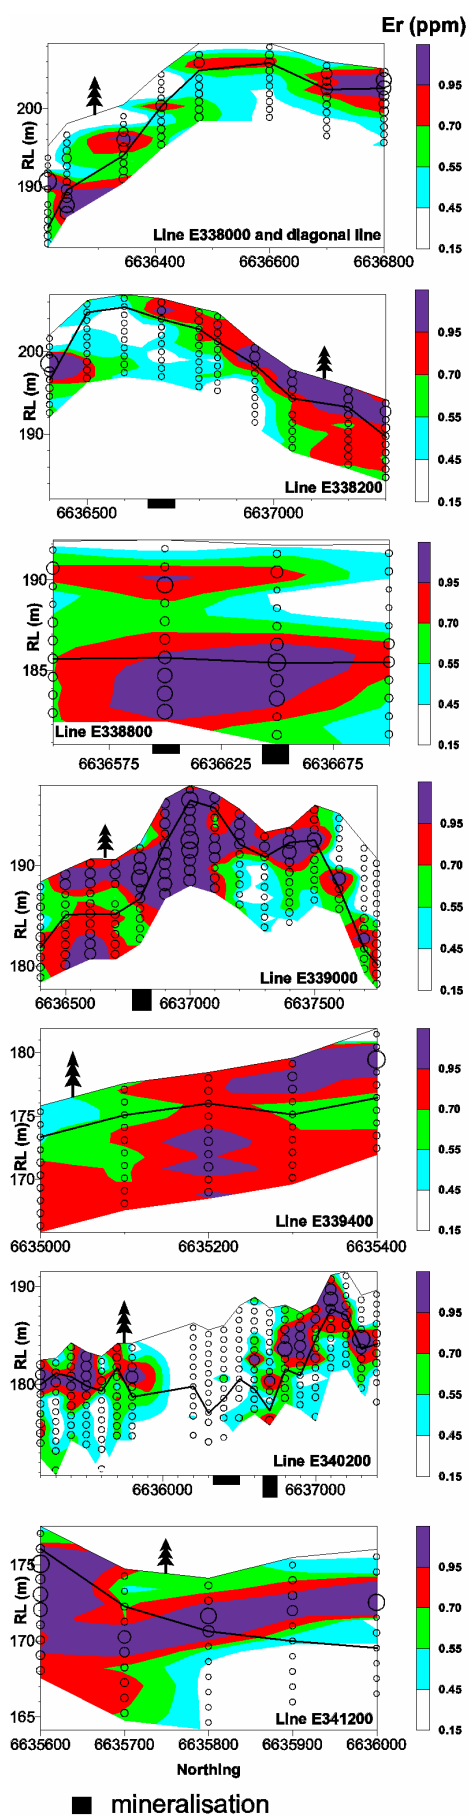 Er (ppm)
0.95
200
0.70
RL (m)
0.55
190
0.45
Line E338000 and diagonal line
0.15
6636400 6636600 6636800
0.95
200
0.70
RL (m)
0.55
190
0.45
Line E338200
0.15
6636500 6637000
190
0.95
RL (m)
0.70
185
0.55
0.45
Line E338800
0.15
6636575 6636625 6636675
0.95
190
0.70
RL (m)
0.55
180
0.45
Line E339000
0.15
6636500 6637000 6637500
180
0.95
175
0.70
RL (m)
0.55
170
0.45
Line E339400
0.15
6635000 6635200 6635400
190
0.95
RL (m)
0.70
180
0.55
0.45
Line E340200
0.15
6636000 6637000
175
0.95
RL (m)
0.70
170
0.55
0.45
165
Line E341200
0.15
6635600 6635700 6635800 6635900 6636000
Northing
mineralisation